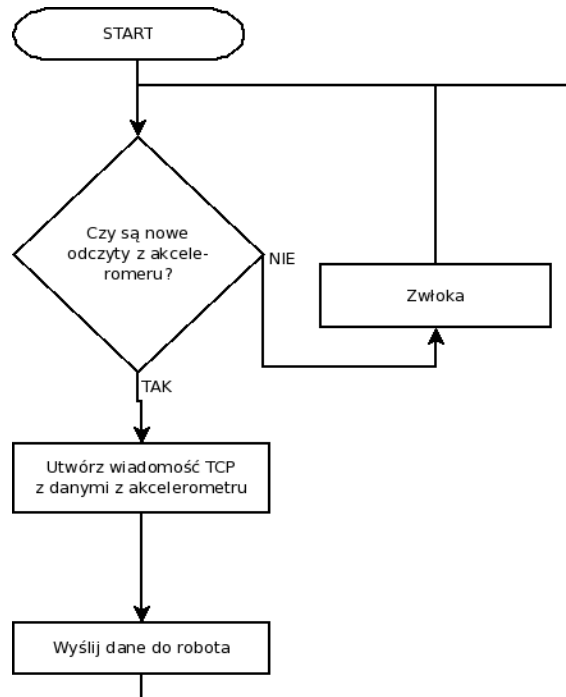 START
Czy są nowe
odczyty z akcele-
romeru?
NIE
Zwłoka
TAK
Utwórz wiadomość TCP
z danymi z akcelerometru
Wyślij dane do robota